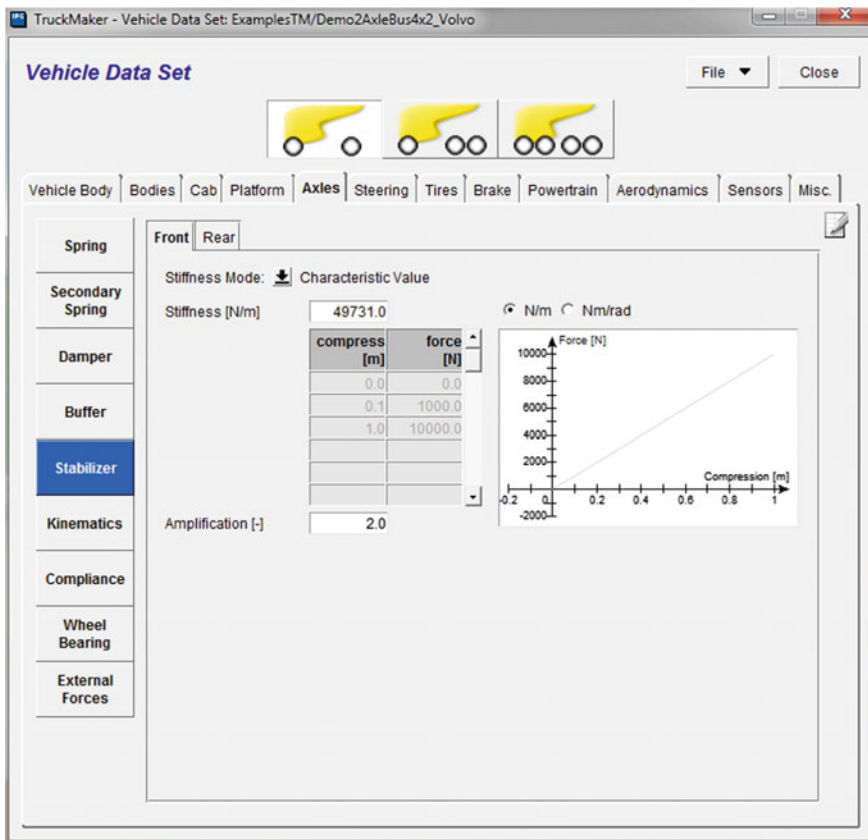 IPG TruckMaker - Vehicle Data Set: ExamplesTM/Demo2AxleBus4x2_Volvo
Vehicle Data Set
File Close
Vehicle Body Bodies Cab Platform Axles Steering Tires Brake Powertrain Aerodynamics Sensors Misc.
Spring
Secondary
Spring
Damper
Buffer
Stabilizer
Kinematics
Compliance
Wheel
Bearing
External
Forces
Front Rear
Stiffness Mode: Characteristic Value
Stiffness [N/m] 49731.0 N/m Nm/rad
compress force
[m] [N]
0.0 0.0
0.1 1000.0
1.0 10000.0
Amplification [-] 2.0
Force [N]
10000
8000
6000
4000
2000
Compression [m]
-0.2 0 0.2 0.4 0.6 0.8 1
-2000